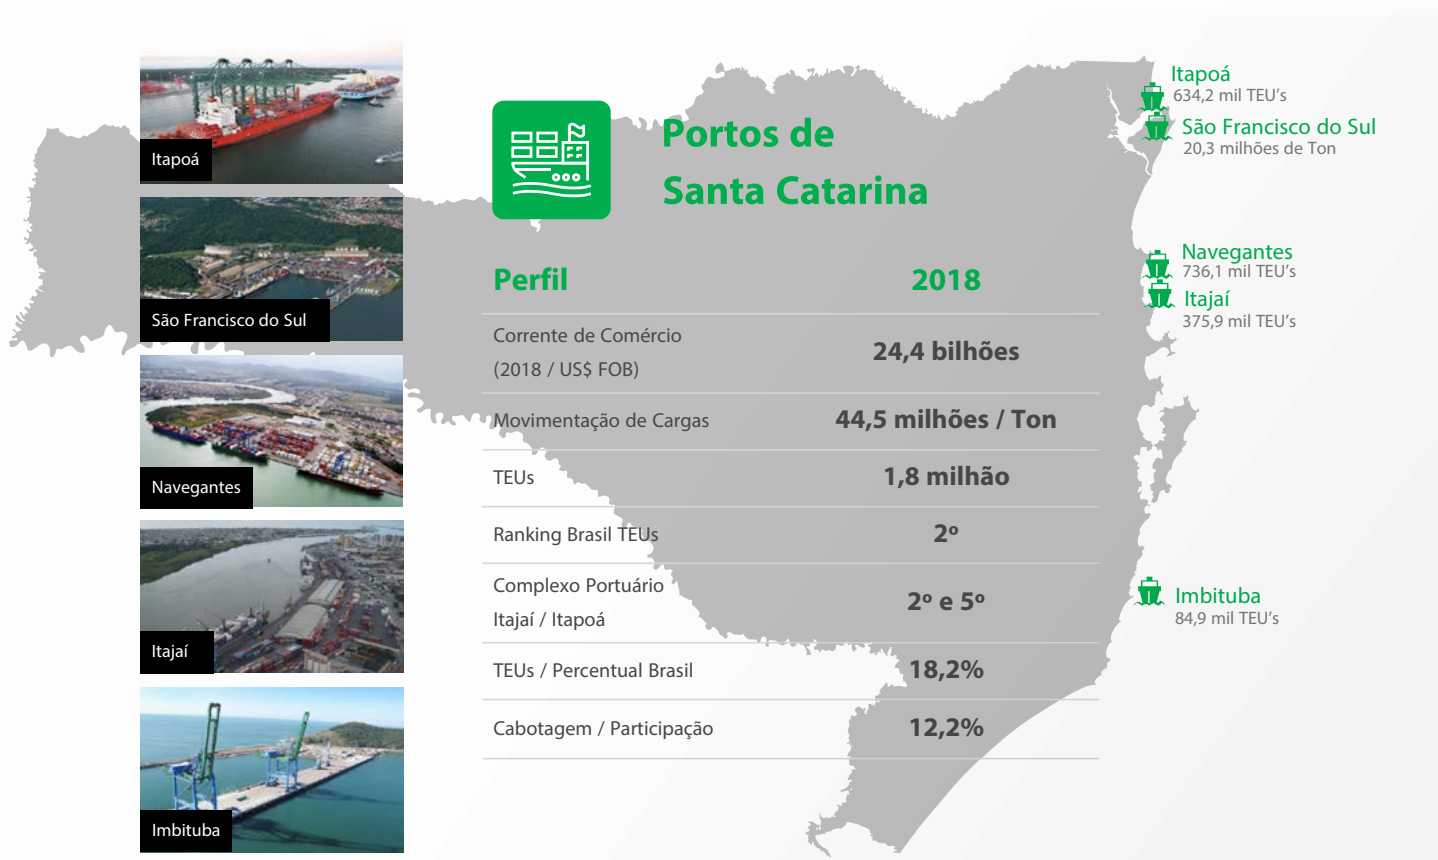 Itapoá
São Francisco do Sul
Navegantes
Itajaí
Imbituba
Portos de
Santa Catarina
Perfil 2018
Corrente de Comércio
(2018 / US$ FOB)
24,4 bilhões
Movimentação de Cargas 44,5 milhões / Ton
TEUs 1,8 milhão
Ranking Brasil TEUs 2º
Complexo Portuário
Itajaí / Itapoá
2º e 5º
TEUs / Percentual Brasil 18,2%
Cabotagem / Participação 12,2%
Itapoá
634,2 mil TEU's
São Francisco do Sul
20,3 milhões de Ton
Navegantes
736,1 mil TEU's
Itajaí
375,9 mil TEU's
Imbituba
84,9 mil TEU's